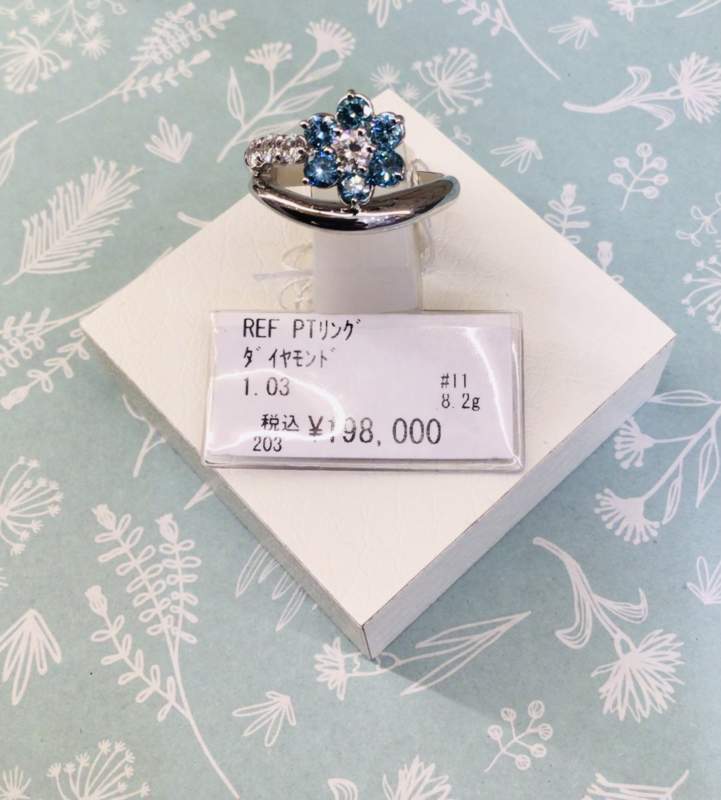 REF PTﾘﾝｸﾞ
ﾀﾞｲﾔﾓﾝﾄﾞ
1.03 #11
8.2g
税込 ¥198,000
203